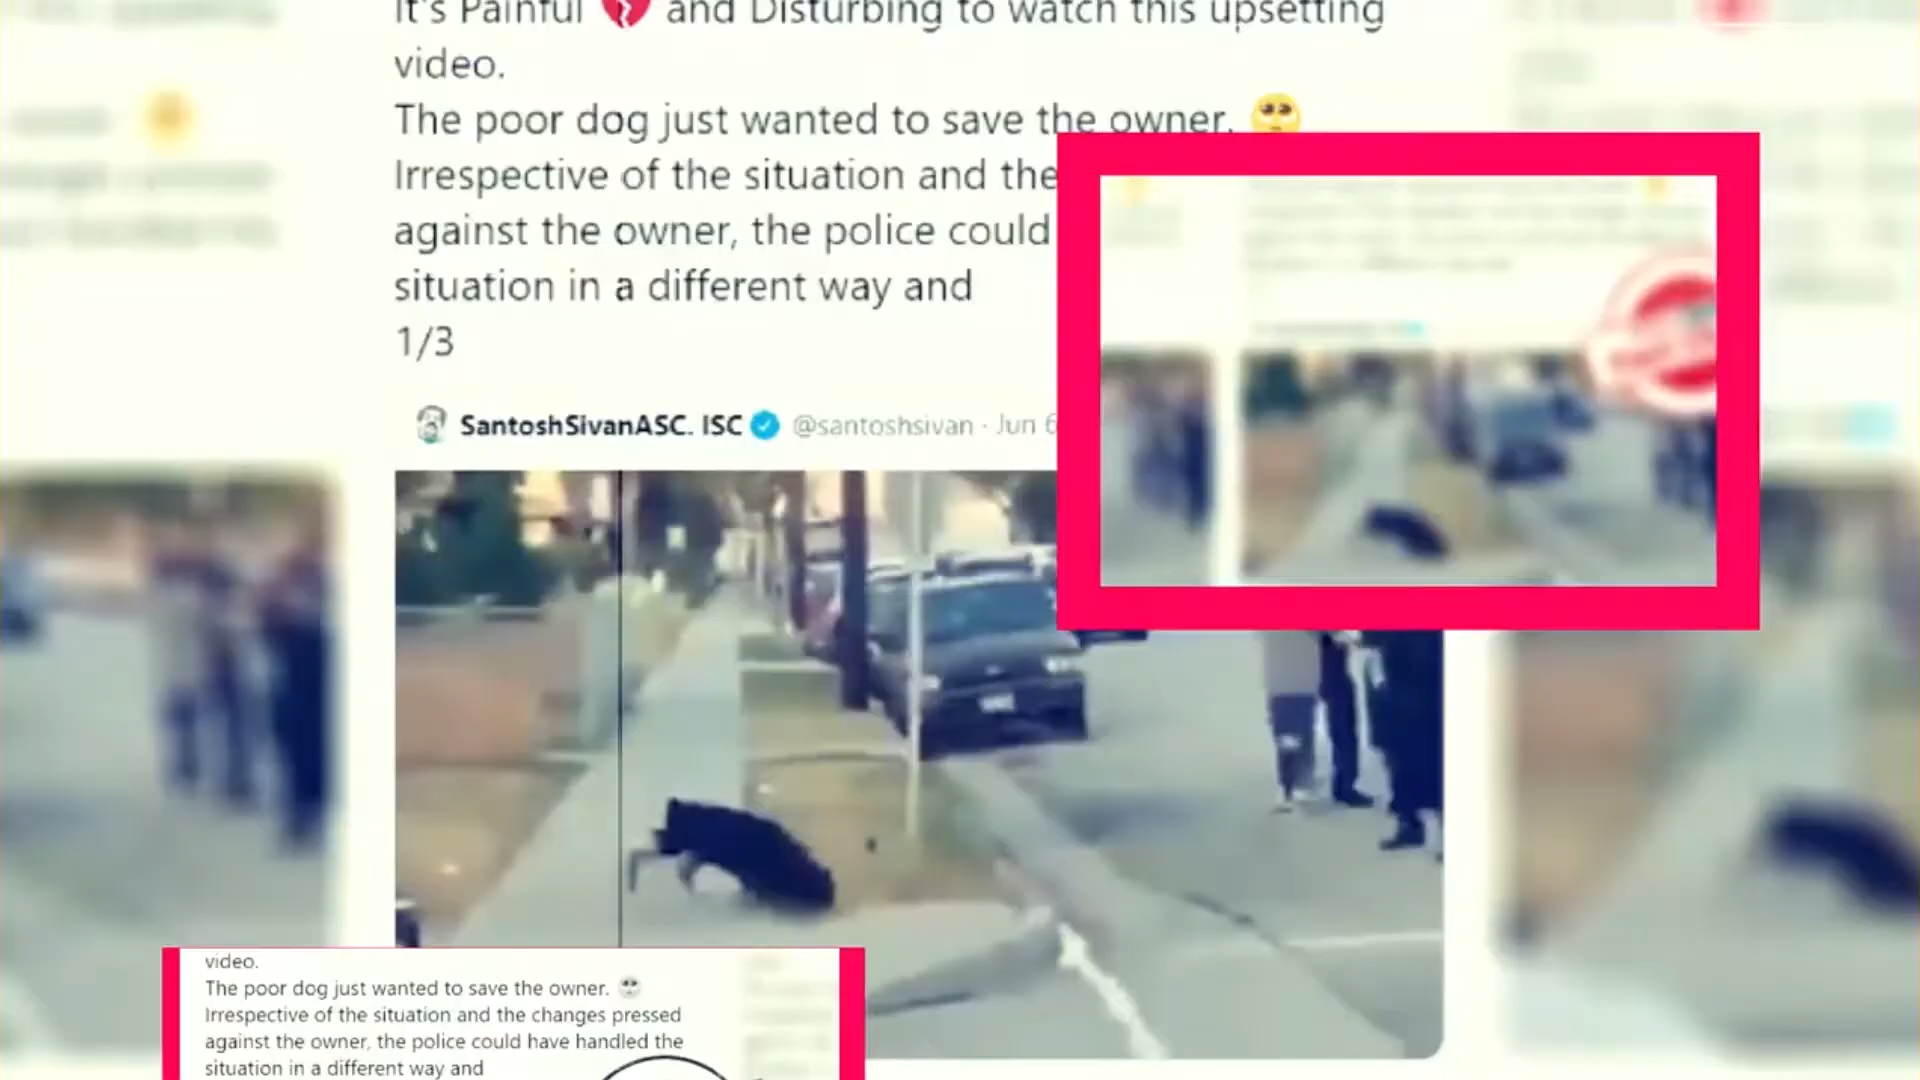 It's Painful 💔 and Disturbing to watch this upsetting
video.
The poor dog just wanted to save the owner. 🥺
Irrespective of the situation and the
against the owner, the police could
situation in a different way and
1/3
SantoshSivanASC. ISC @santoshsivan · Jun 6
video.
The poor dog just wanted to save the owner. 🥺
Irrespective of the situation and the changes pressed
against the owner, the police could have handled the
situation in a different way and